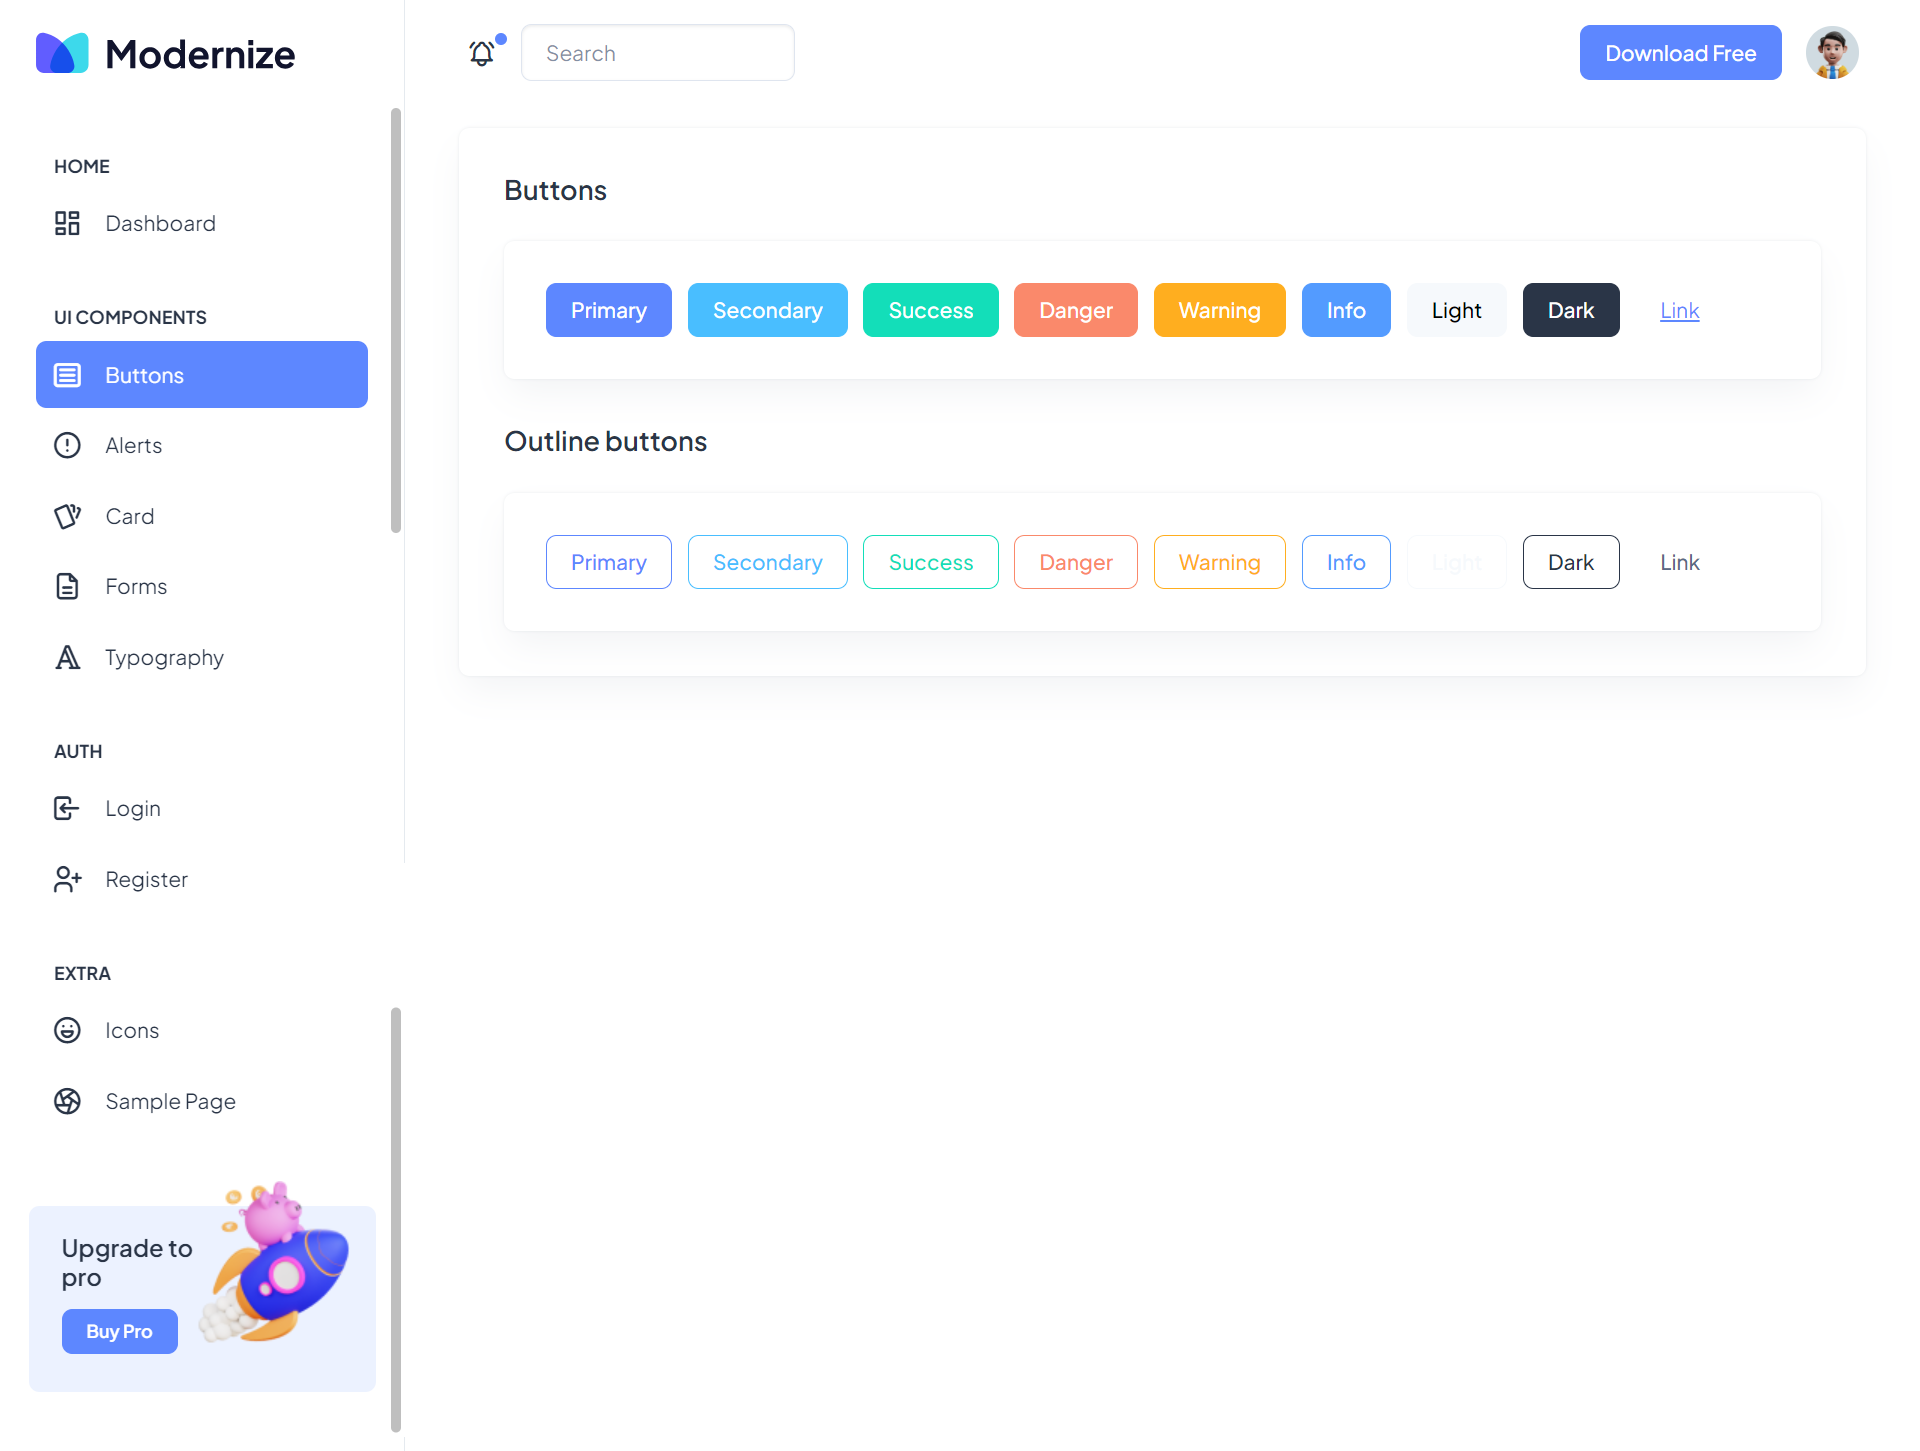 Modernize
Search
Download Free
HOME
Dashboard
UI COMPONENTS
Buttons
Alerts
Card
Forms
Typography
AUTH
Login
Register
EXTRA
Icons
Sample Page
Upgrade to
pro
Buy Pro
Buttons
Primary Secondary Success Danger Warning Info Light Dark Link
Outline buttons
Primary Secondary Success Danger Warning Info Light Dark Link